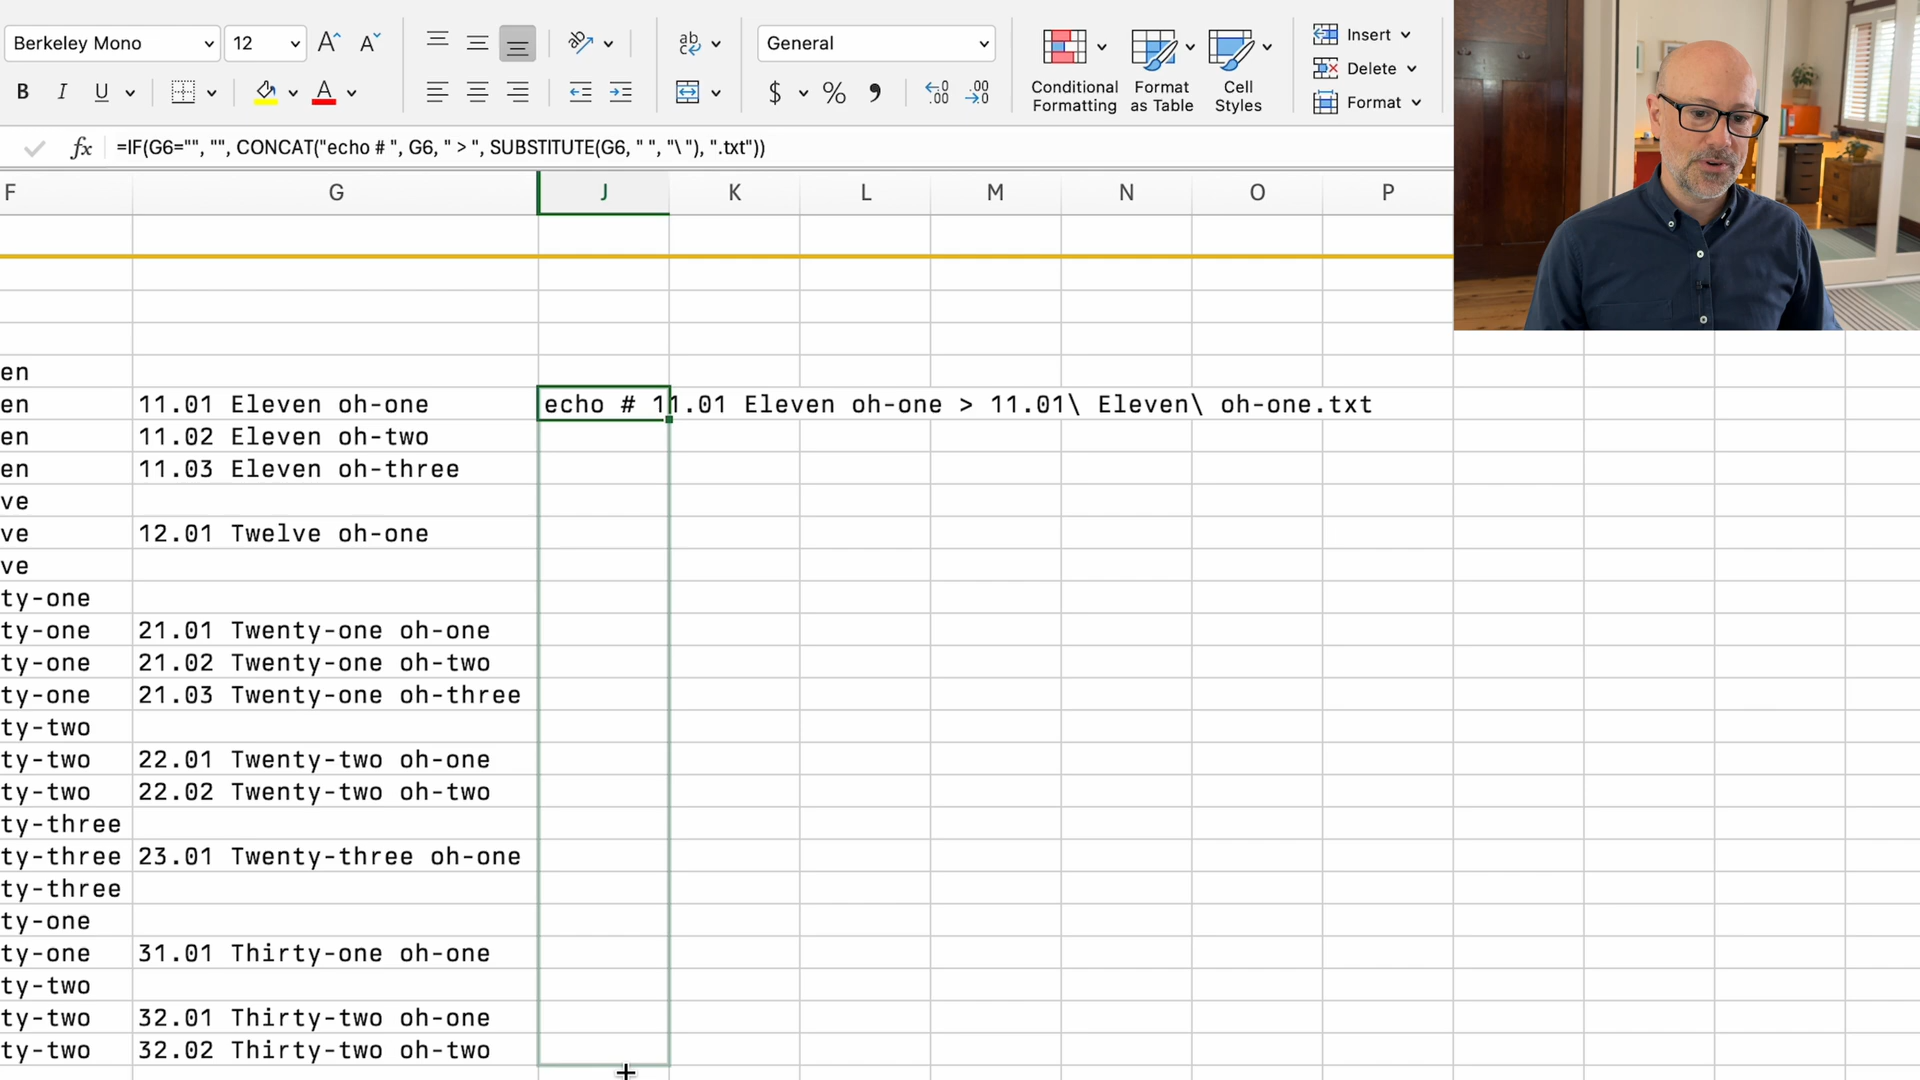 Berkeley Mono 12 General Insert
Delete
Conditional Formatting Format as Table Cell Styles
B I U A $ % Format
fx =IF(G6="", "", CONCAT("echo # ", G6, " > ", SUBSTITUTE(G6, " ", "\ "), ".txt"))
F G J K L M N O P
en
en 11.01 Eleven oh-one echo # 11.01 Eleven oh-one > 11.01\ Eleven\ oh-one.txt
en 11.02 Eleven oh-two
en 11.03 Eleven oh-three
ve
ve 12.01 Twelve oh-one
ve
ty-one
ty-one 21.01 Twenty-one oh-one
ty-one 21.02 Twenty-one oh-two
ty-one 21.03 Twenty-one oh-three
ty-two
ty-two 22.01 Twenty-two oh-one
ty-two 22.02 Twenty-two oh-two
ty-three
ty-three 23.01 Twenty-three oh-one
ty-three
ty-one
ty-one 31.01 Thirty-one oh-one
ty-two
ty-two 32.01 Thirty-two oh-one
ty-two 32.02 Thirty-two oh-two